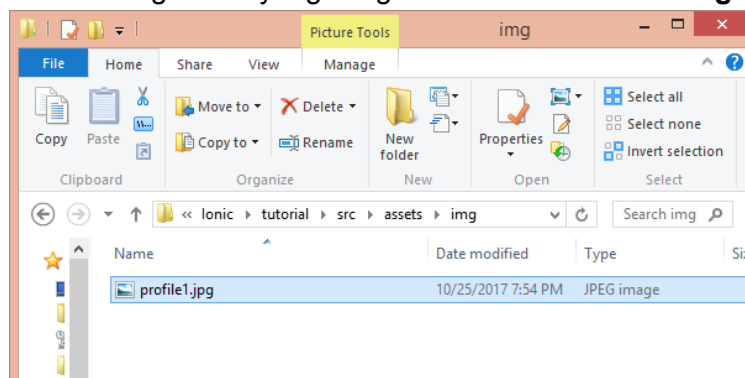 Picture Tools img
File Home Share View Manage
Copy Paste W... Move to Copy to Delete Rename New folder Properties Select all Select none Invert selection
Clipboard Organize New Open Select
« Ionic tutorial src assets img Search img
Name Date modified Type
profile1.jpg 10/25/2017 7:54 PM JPEG image